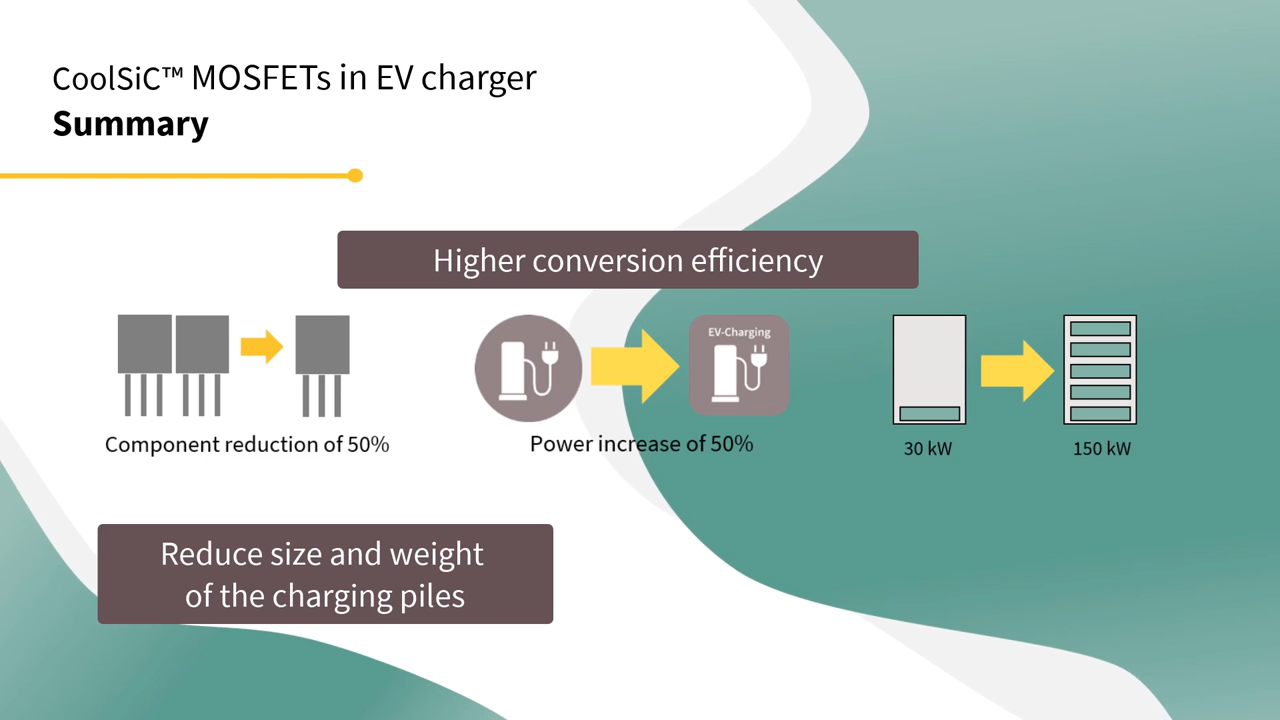 CoolSiC™ MOSFETs in EV charger
Summary
Higher conversion efficiency
EV-Charging
Component reduction of 50%
Power increase of 50%
30 kW
150 kW
Reduce size and weight
of the charging piles